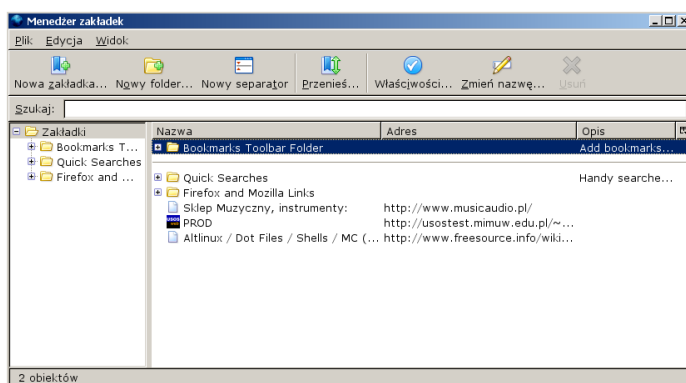 Menedżer zakładek
Plik Edycja Widok
Nowa zakładka... Nowy folder... Nowy separator Przenieś... Właściwości... Zmień nazwę... Usuń
Szukaj:
Zakładki
Bookmarks T...
Quick Searches
Firefox and ...
Nazwa Adres Opis
Bookmarks Toolbar Folder Add bookmarks...
Quick Searches Handy searche...
Firefox and Mozilla Links
Sklep Muzyczny, instrumenty: http://www.musicaudio.pl/
PROD http://usostest.mimuw.edu.pl/~...
Altlinux / Dot Files / Shells / MC (... http://www.freesource.info/wiki...
2 obiektów